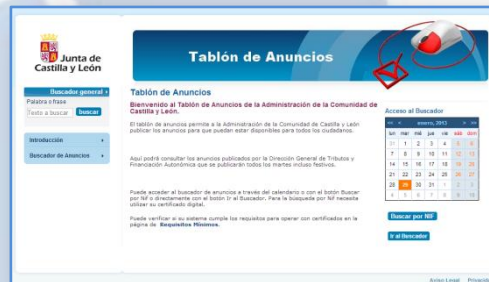 Junta de
Castilla y León
Tablón de Anuncios
Buscador general
Palabra o frase
Texto a buscar
buscar
Introducción
Buscador de Anuncios
Tablón de Anuncios
Bienvenido al Tablón de Anuncios de la Administración de la Comunidad de
Castilla y León.
El tablón de anuncios permite a la Administración de la Comunidad de Castilla y León
publicar los anuncios para que puedan estar disponibles para todos los ciudadanos.
Aquí podrá consultar los anuncios publicados por la Dirección General de Tributos y
Financiación Autonómica que se publicarán todos los martes incluso festivos.
Puede acceder al buscador de anuncios a través del calendario o con el botón Buscar
por Nif o directamente con el botón Ir al Buscador. Para la búsqueda por Nif necesita
utilizar su certificado digital.
Puede verificar si su sistema cumple los requisitos para operar con certificados en la
página de Requisitos Mínimos.
Acceso al Buscador
<< < enero, 2013 > >>
lun mar mié jue vie sáb dom
31 1 2 3 4 5 6
7 8 9 10 11 12 13
14 15 16 17 18 19 20
21 22 23 24 25 26 27
28 29 30 31 1 2 3
4 5 6 7 8 9 10
Buscar por NIF
Ir al Buscador
Aviso Legal